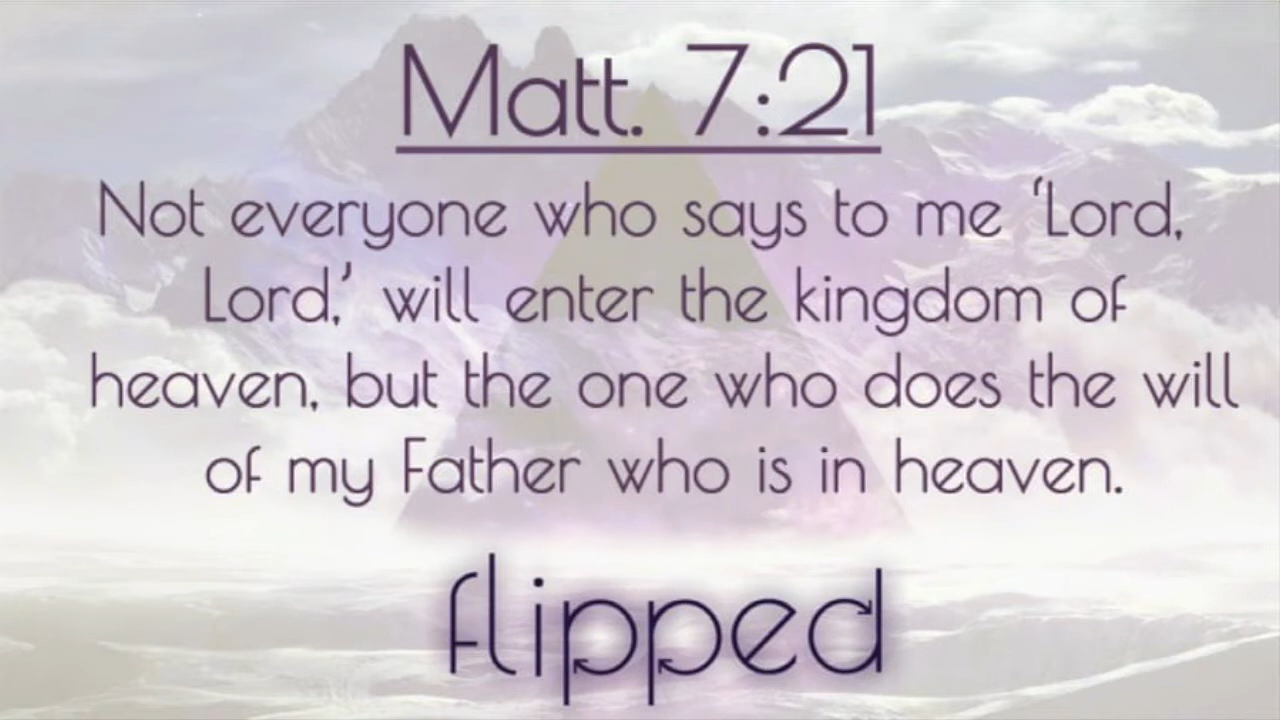 Matt. 7:21
Not everyone who says to me ‘Lord,
Lord,’ will enter the kingdom of
heaven, but the one who does the will
of my Father who is in heaven.
flipped